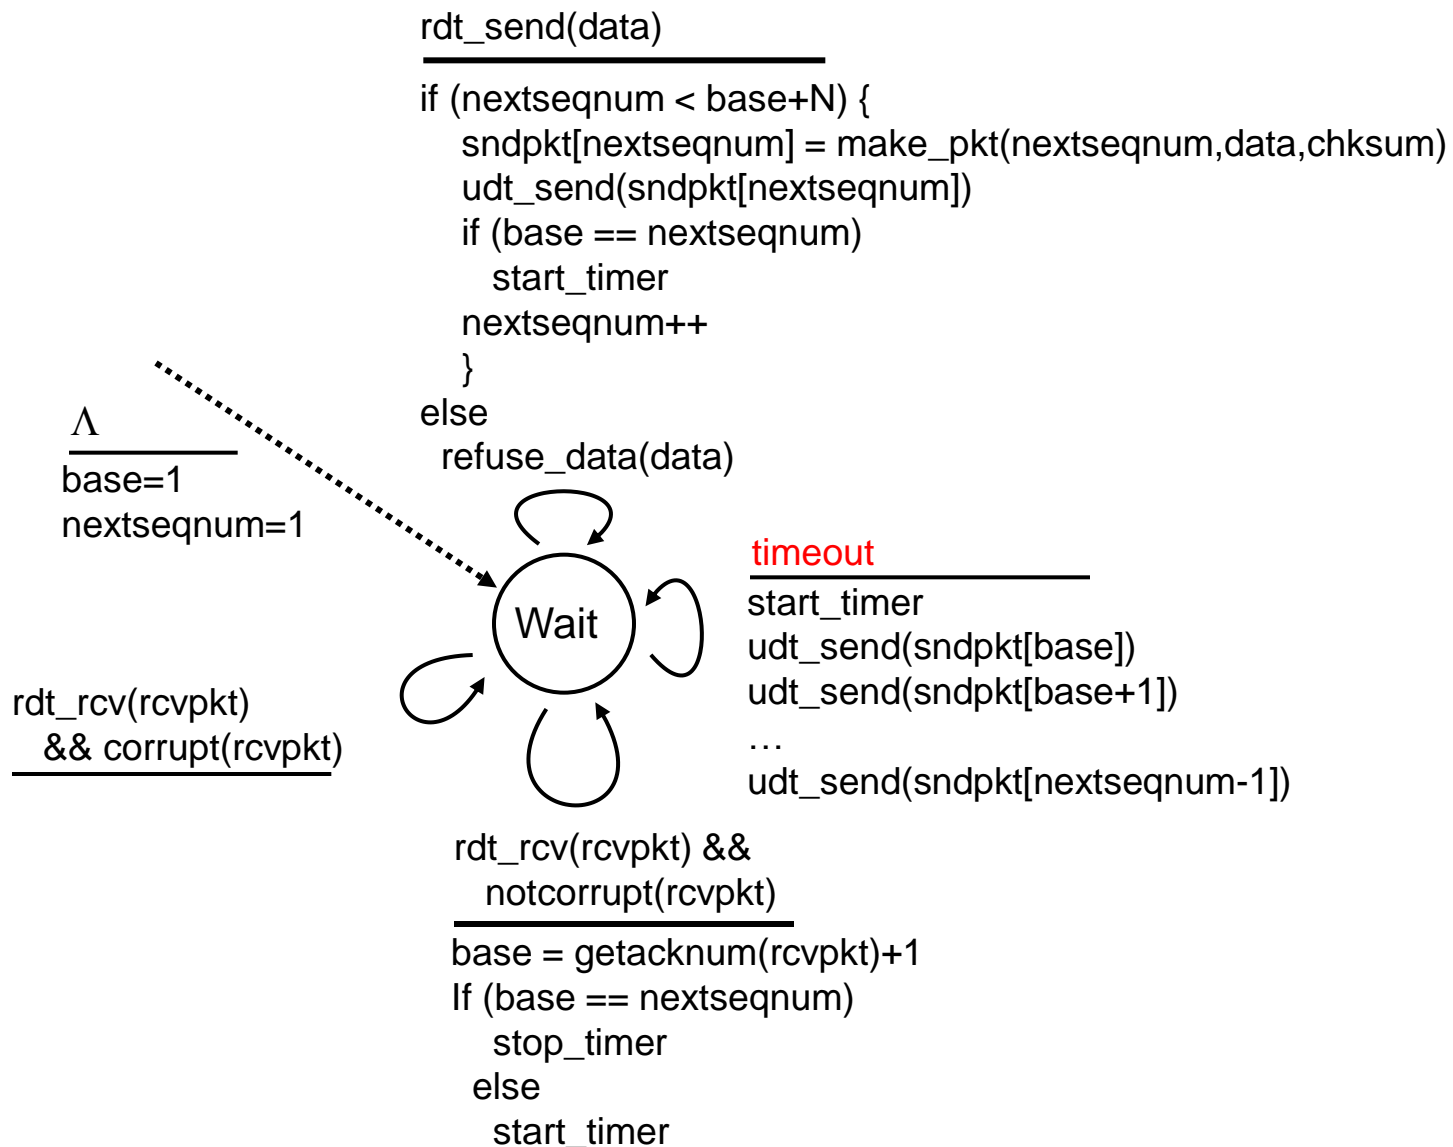 rdt_send(data)
if (nextseqnum < base+N) {
sndpkt[nextseqnum] = make_pkt(nextseqnum,data,chksum)
udt_send(sndpkt[nextseqnum])
if (base == nextseqnum)
start_timer
nextseqnum++
}
else
refuse_data(data)
Λ
base=1
nextseqnum=1
Wait
timeout
start_timer
udt_send(sndpkt[base])
udt_send(sndpkt[base+1])
…
udt_send(sndpkt[nextseqnum-1])
rdt_rcv(rcvpkt)
&& corrupt(rcvpkt)
rdt_rcv(rcvpkt) &&
notcorrupt(rcvpkt)
base = getacknum(rcvpkt)+1
If (base == nextseqnum)
stop_timer
else
start_timer